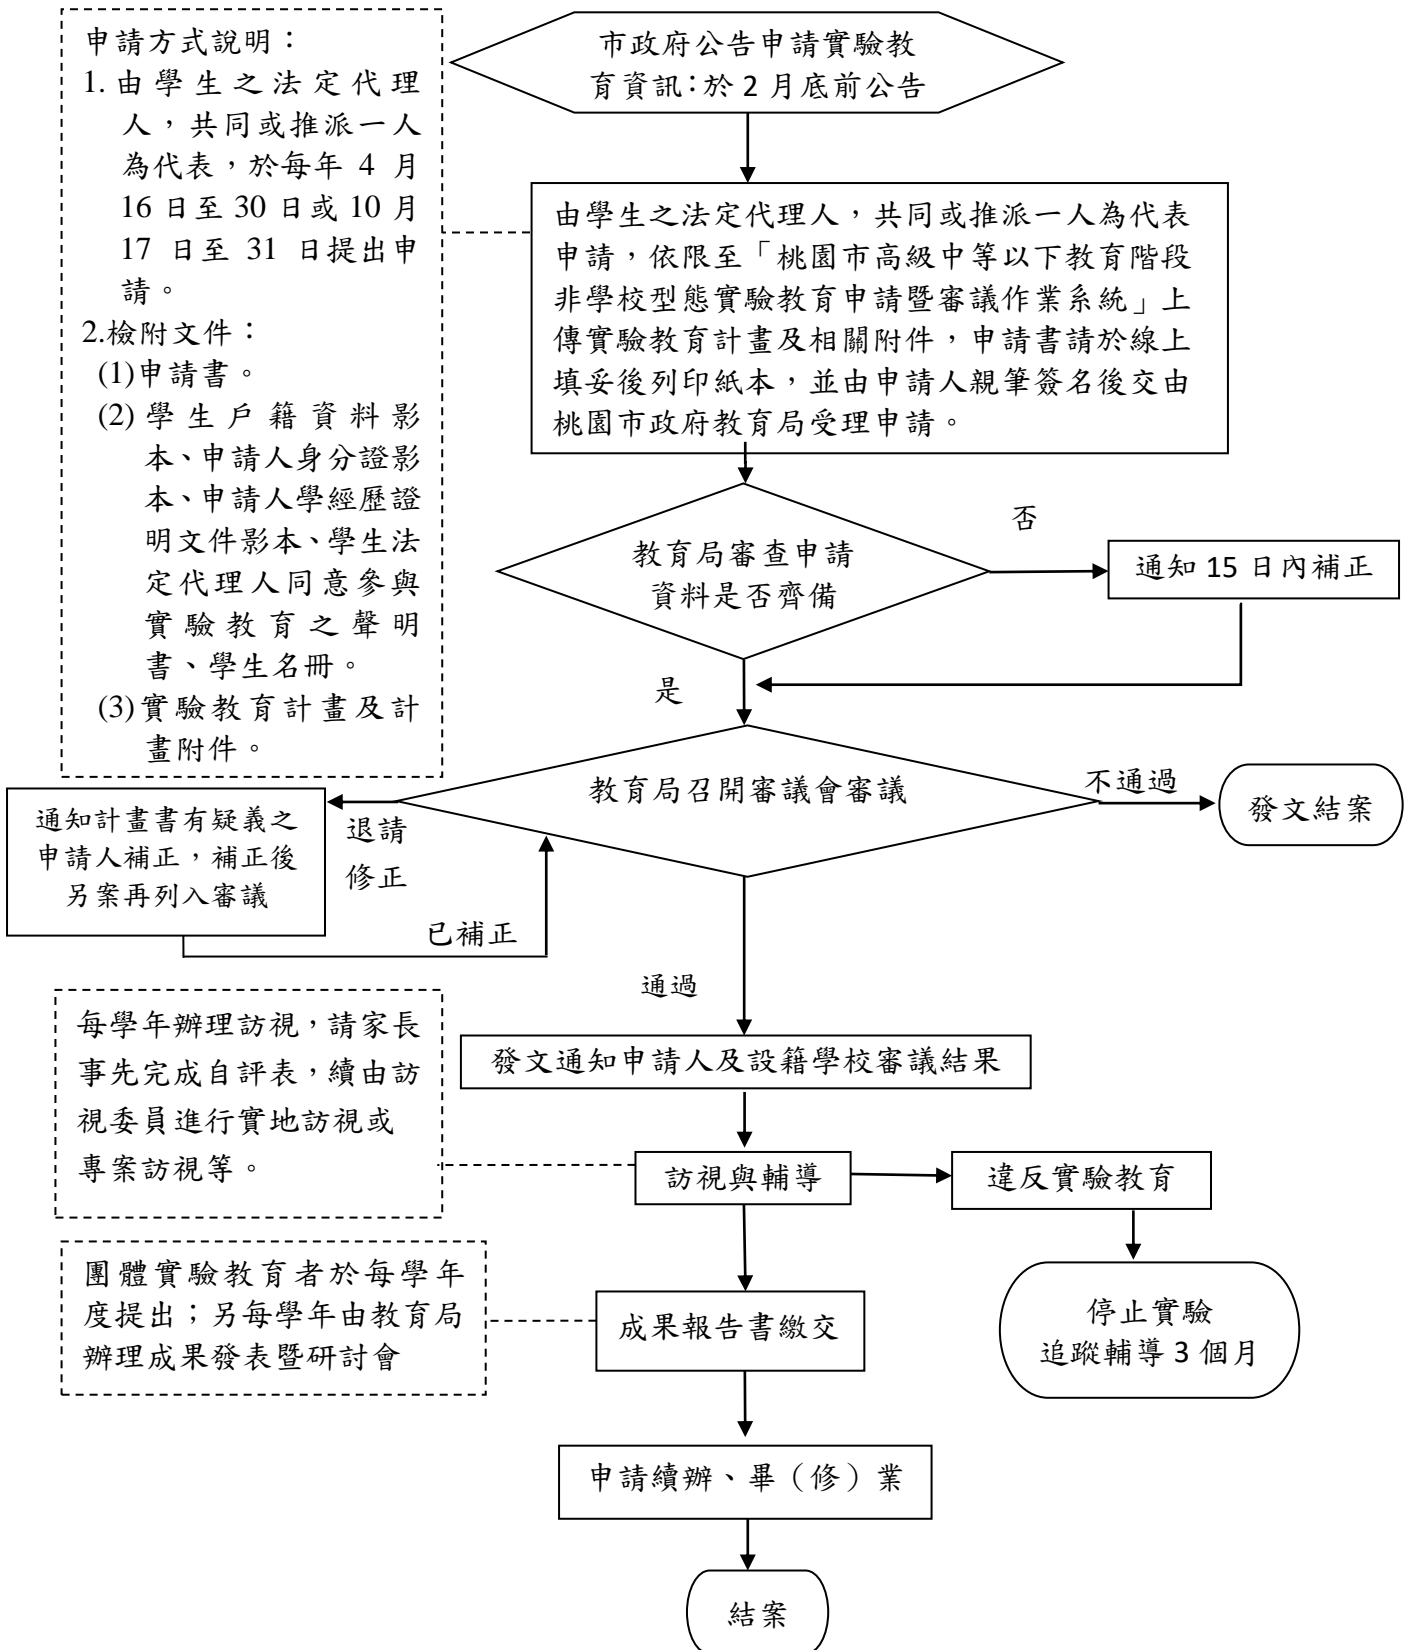 申請方式說明：
1. 由學生之法定代理
人，共同或推派一人
為代表，於每年 4 月
16 日至 30 日或 10 月
17 日至 31 日提出申
請。
2.檢附文件：
(1)申請書。
(2)學生戶籍資料影
本、申請人身分證影
本、申請人學經歷證
明文件影本、學生法
定代理人同意參與
實驗教育之聲明
書、學生名冊。
(3)實驗教育計畫及計
畫附件。
市政府公告申請實驗教
育資訊：於 2 月底前公告
由學生之法定代理人，共同或推派一人為代表
申請，依限至「桃園市高級中等以下教育階段
非學校型態實驗教育申請暨審議作業系統」上
傳實驗教育計畫及相關附件，申請書請於線上
填妥後列印紙本，並由申請人親筆簽名後交由
桃園市政府教育局受理申請。
教育局審查申請
資料是否齊備
否
通知 15 日內補正
是
教育局召開審議會審議
不通過
發文結案
退請
修正
通知計畫書有疑義之
申請人補正，補正後
另案再列入審議
已補正
通過
發文通知申請人及設籍學校審議結果
每學年辦理訪視，請家長
事先完成自評表，續由訪
視委員進行實地訪視或
專案訪視等。
訪視與輔導
違反實驗教育
停止實驗
追蹤輔導 3 個月
團體實驗教育者於每學年
度提出；另每學年由教育局
辦理成果發表暨研討會
成果報告書繳交
申請續辦、畢（修）業
結案